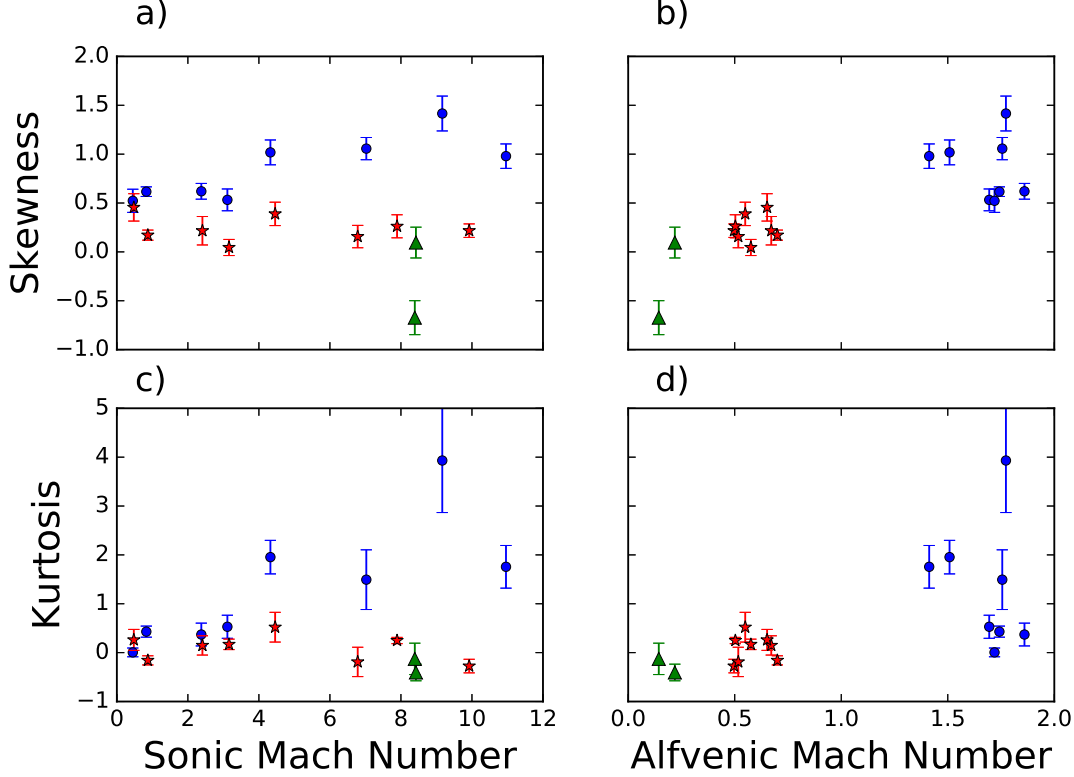 a)
b)
2.0
1.5
1.0
0.5
0.0
−0.5
−1.0
Skewness
c)
d)
5
4
3
2
1
0
−1
Kurtosis
0 2 4 6 8 10 12
0.0 0.5 1.0 1.5 2.0
Sonic Mach Number
Alfvenic Mach Number